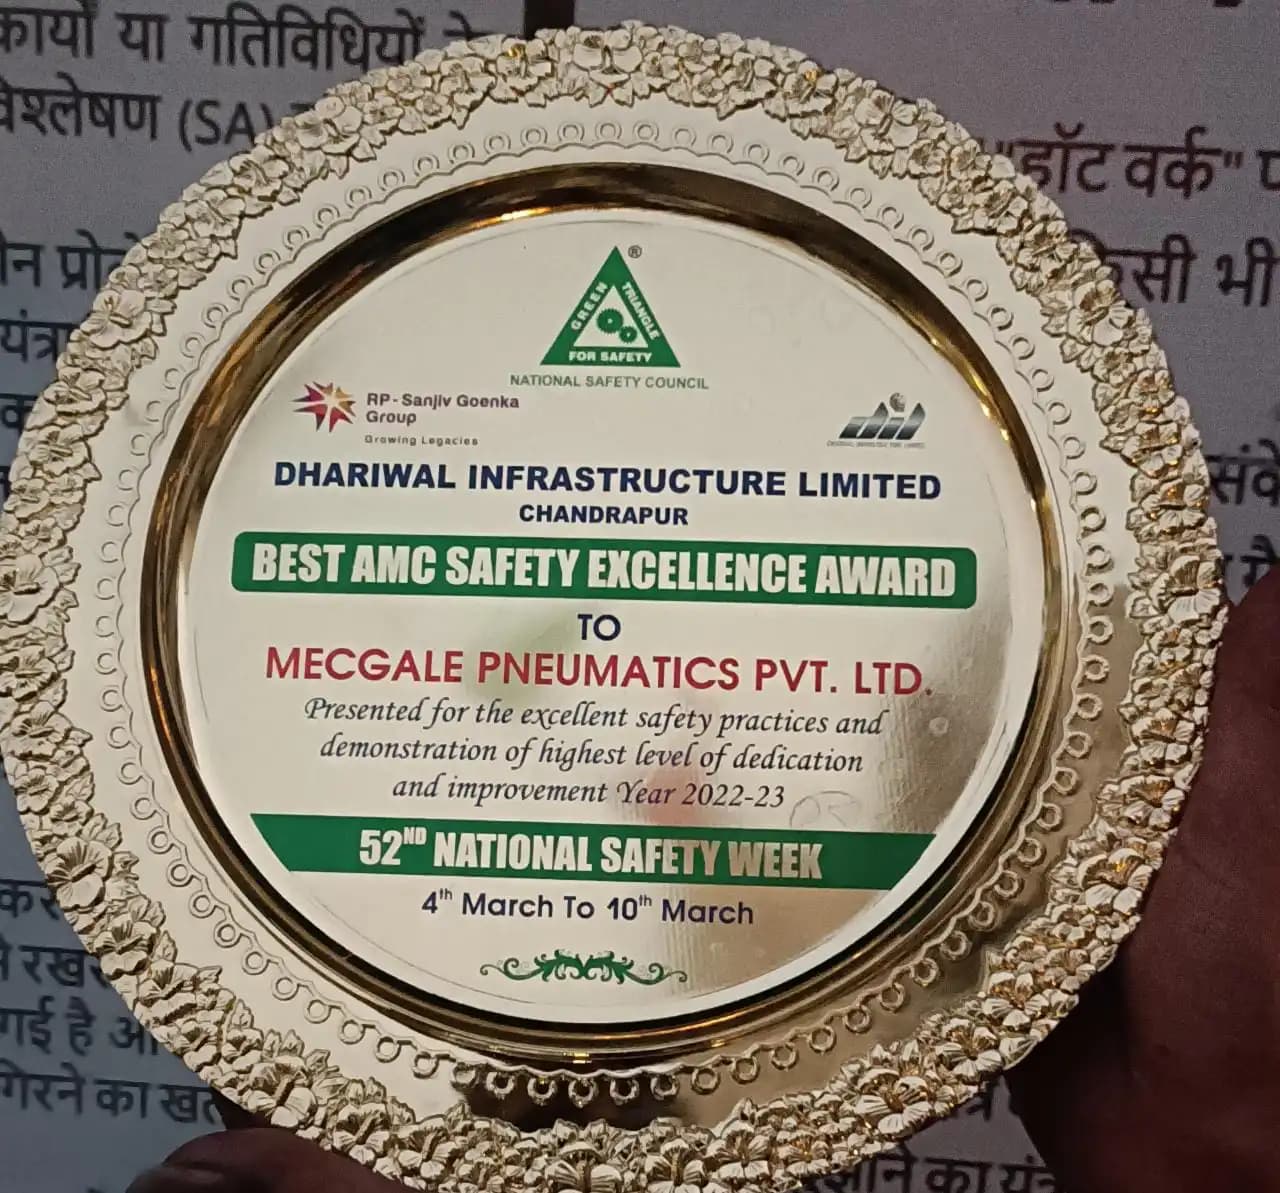 कार्यों या गतिविधियों
विश्लेषण (SA)
"डॉट वर्क"
किसी भी
®
GREEN TRIANGLE
FOR SAFETY
NATIONAL SAFETY COUNCIL
RP - Sanjiv Goenka
Group
Growing Legacies
DHARIWAL INFRASTRUCTURE LIMITED
CHANDRAPUR
BEST AMC SAFETY EXCELLENCE AWARD
TO
MECGALE PNEUMATICS PVT. LTD.
Presented for the excellent safety practices and
demonstration of highest level of dedication
and improvement Year 2022-23
52ND NATIONAL SAFETY WEEK
4th March To 10th March
गई है
गिरने का